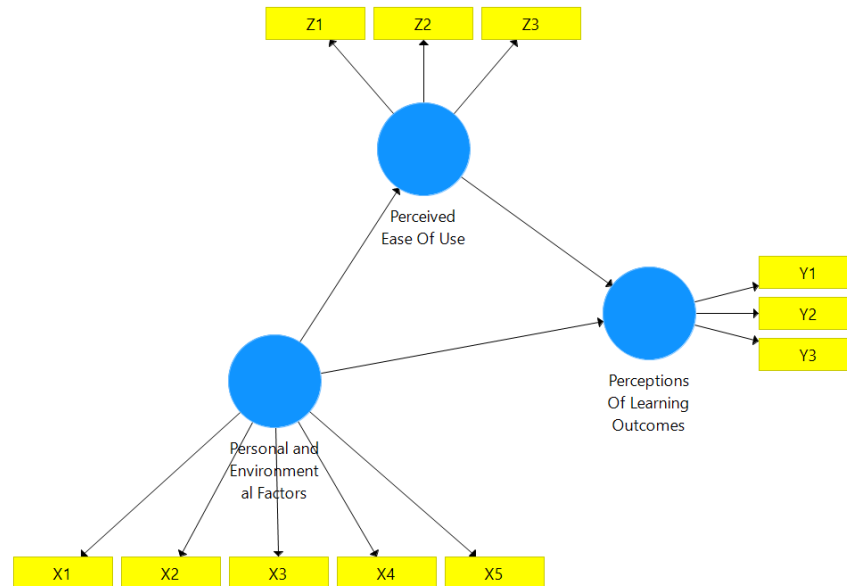 Z1 Z2 Z3
Perceived
Ease Of Use
Y1
Y2
Y3
Perceptions
Of Learning
Outcomes
Personal and
Environment
al Factors
X1 X2 X3 X4 X5